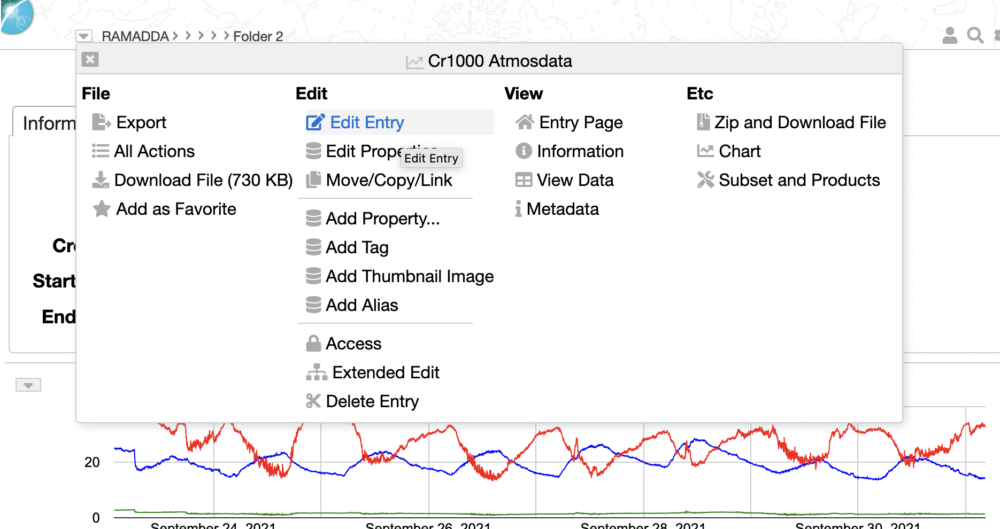 RAMADDA > > > > > Folder 2
Cr1000 Atmosdata
File
Export
All Actions
Download File (730 KB)
Add as Favorite
Edit
Edit Entry
Edit Prope
Edit Entry
Move/Copy/Link
Add Property...
Add Tag
Add Thumbnail Image
Add Alias
Access
Extended Edit
Delete Entry
View
Entry Page
Information
View Data
Metadata
Etc
Zip and Download File
Chart
Subset and Products
Inform
Cre
Start
End
20
0
September 24, 2021
September 26, 2021
September 28, 2021
September 30, 2021